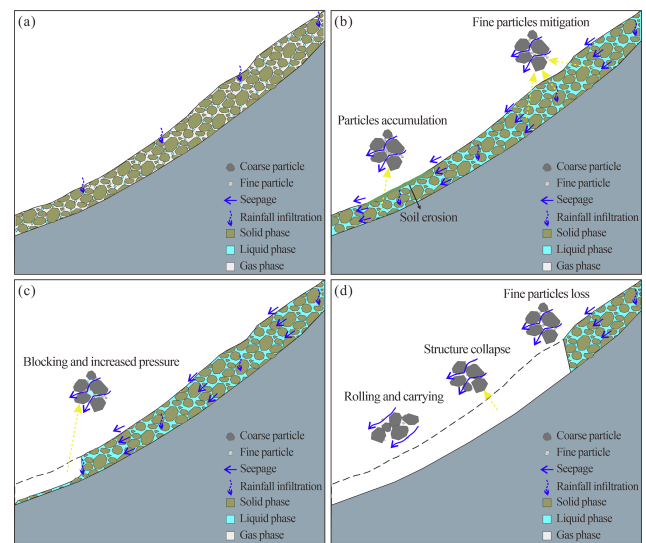 (a)
Coarse particle
Fine particle
Seepage
Rainfall infiltration
Solid phase
Liquid phase
Gas phase
(b)
Fine particles mitigation
Particles accumulation
Soil erosion
Coarse particle
Fine particle
Seepage
Rainfall infiltration
Solid phase
Liquid phase
Gas phase
(c)
Blocking and increased pressure
Coarse particle
Fine particle
Seepage
Rainfall infiltration
Solid phase
Liquid phase
Gas phase
(d)
Fine particles loss
Structure collapse
Rolling and carrying
Coarse particle
Fine particle
Seepage
Rainfall infiltration
Solid phase
Liquid phase
Gas phase